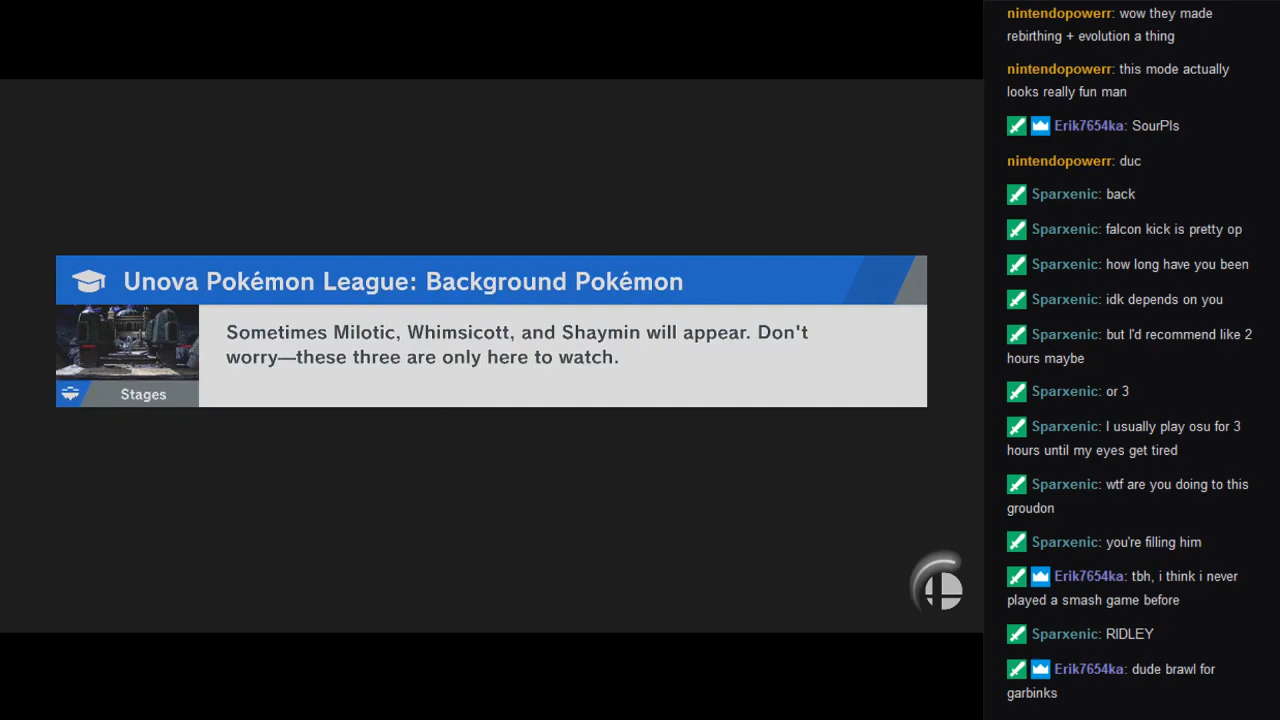 Unova Pokémon League: Background Pokémon
Sometimes Milotic, Whimsicott, and Shaymin will appear. Don't
worry—these three are only here to watch.
Stages
nintendopowerr: wow they made
rebirthing + evolution a thing
nintendopowerr: this mode actually
looks really fun man
Erik7654ka: SourPls
nintendopowerr: duc
Sparxenic: back
Sparxenic: falcon kick is pretty op
Sparxenic: how long have you been
Sparxenic: idk depends on you
Sparxenic: but I'd recommend like 2
hours maybe
Sparxenic: or 3
Sparxenic: I usually play osu for 3
hours until my eyes get tired
Sparxenic: wtf are you doing to this
groudon
Sparxenic: you're filling him
Erik7654ka: tbh, i think i never
played a smash game before
Sparxenic: RIDLEY
Erik7654ka: dude brawl for
garbinks